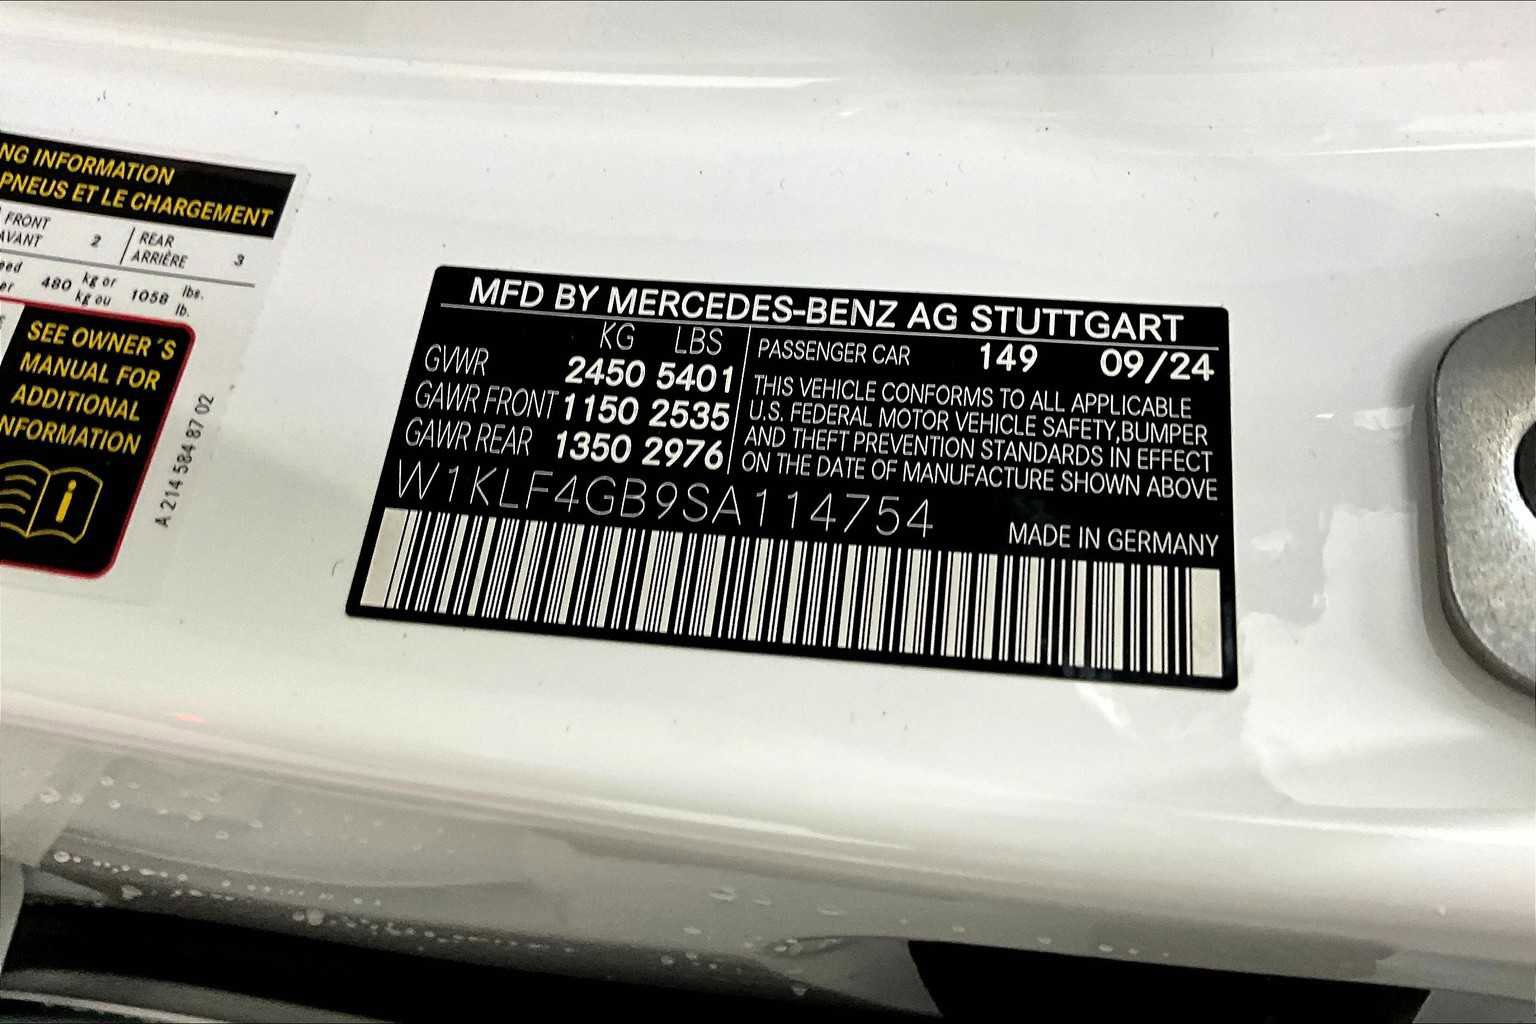 NG INFORMATION
PNEUS ET LE CHARGEMENT
FRONT
AVANT
2
REAR
ARRIÈRE
3
480 kg or
kg ou
1058 lbs.
lb.
SEE OWNER´S
MANUAL FOR
ADDITIONAL
NFORMATION
A 214 584 87 02
MFD BY MERCEDES-BENZ AG STUTTGART
KG LBS
GVWR 2450 5401
GAWR FRONT 1150 2535
GAWR REAR 1350 2976
PASSENGER CAR 149 09/24
THIS VEHICLE CONFORMS TO ALL APPLICABLE
U.S. FEDERAL MOTOR VEHICLE SAFETY,BUMPER
AND THEFT PREVENTION STANDARDS IN EFFECT
ON THE DATE OF MANUFACTURE SHOWN ABOVE
W1KLF4GB9SA114754
MADE IN GERMANY